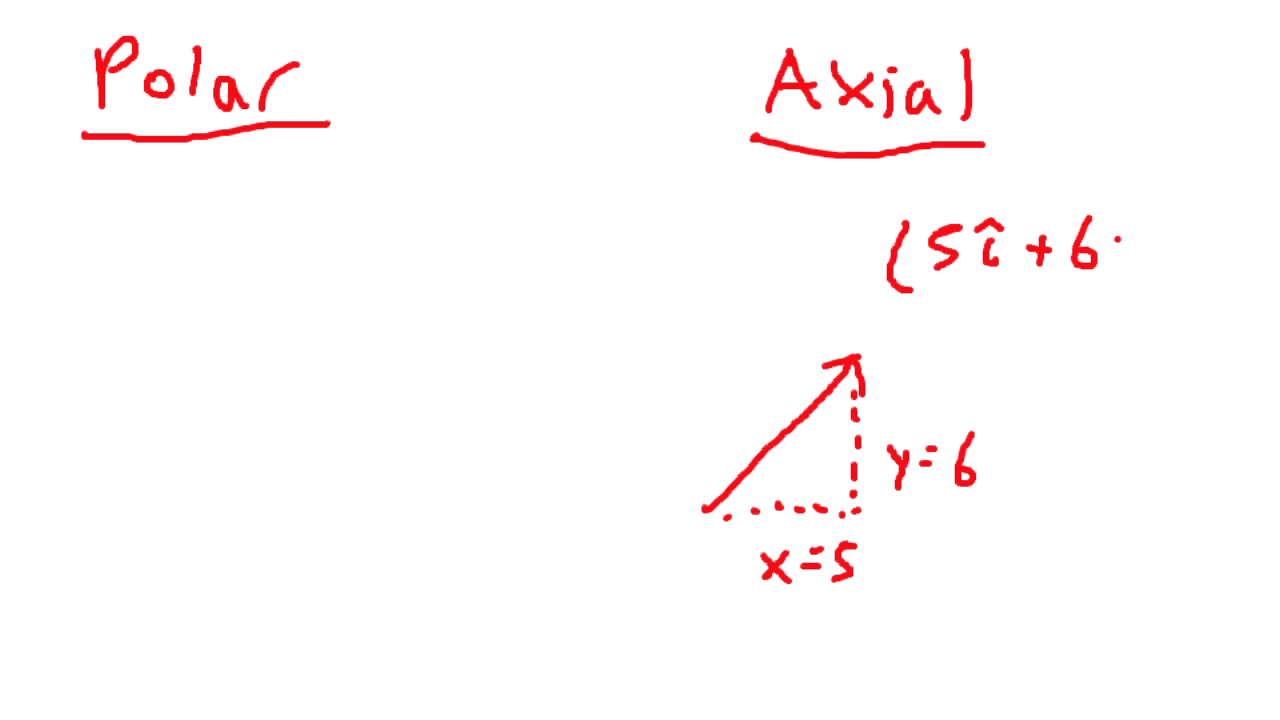 Polar
Axial
(5î + 6
y=6
x=5